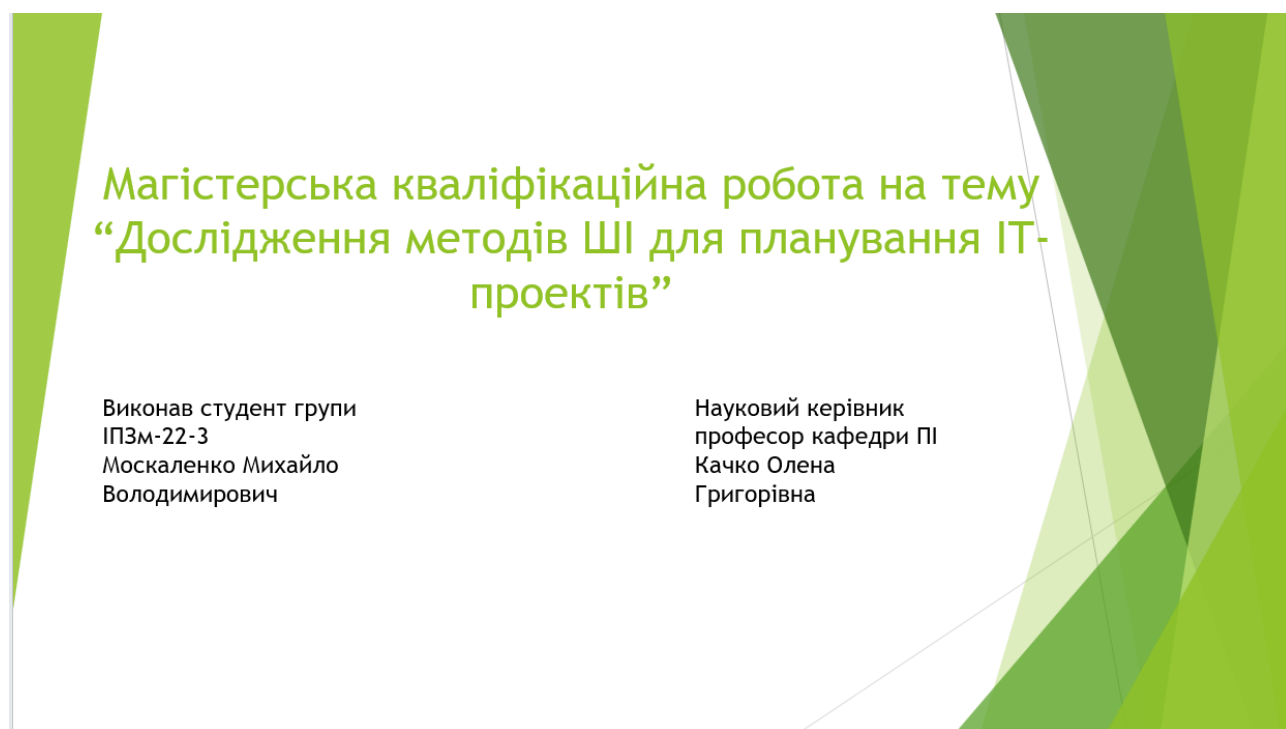 Магістерська кваліфікаційна робота на тему
“Дослідження методів ШІ для планування ІТ-
проектів”
Виконав студент групи
ІПЗм-22-3
Москаленко Михайло
Володимирович
Науковий керівник
професор кафедри ПІ
Качко Олена
Григорівна